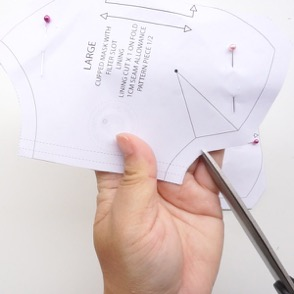 LARGE
CUPPED MASK WITH
FILTER SLOT
LINING
LINING CUT X 1 ON FOLD
1CM SEAM ALLOWANCE
PATTERN PIECE 1/2